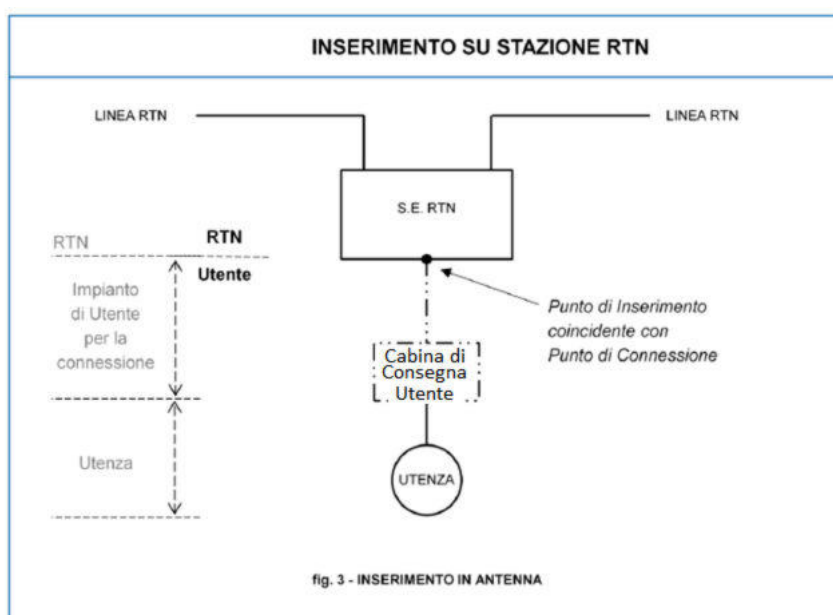 INSERIMENTO SU STAZIONE RTN
LINEA RTN
LINEA RTN
S.E. RTN
RTN
RTN
Utente
Impianto
di Utente
per la
connessione
Punto di Inserimento
coincidente con
Punto di Connessione
Cabina di
Consegna
Utente
Utenza
UTENZA
fig. 3 - INSERIMENTO IN ANTENNA